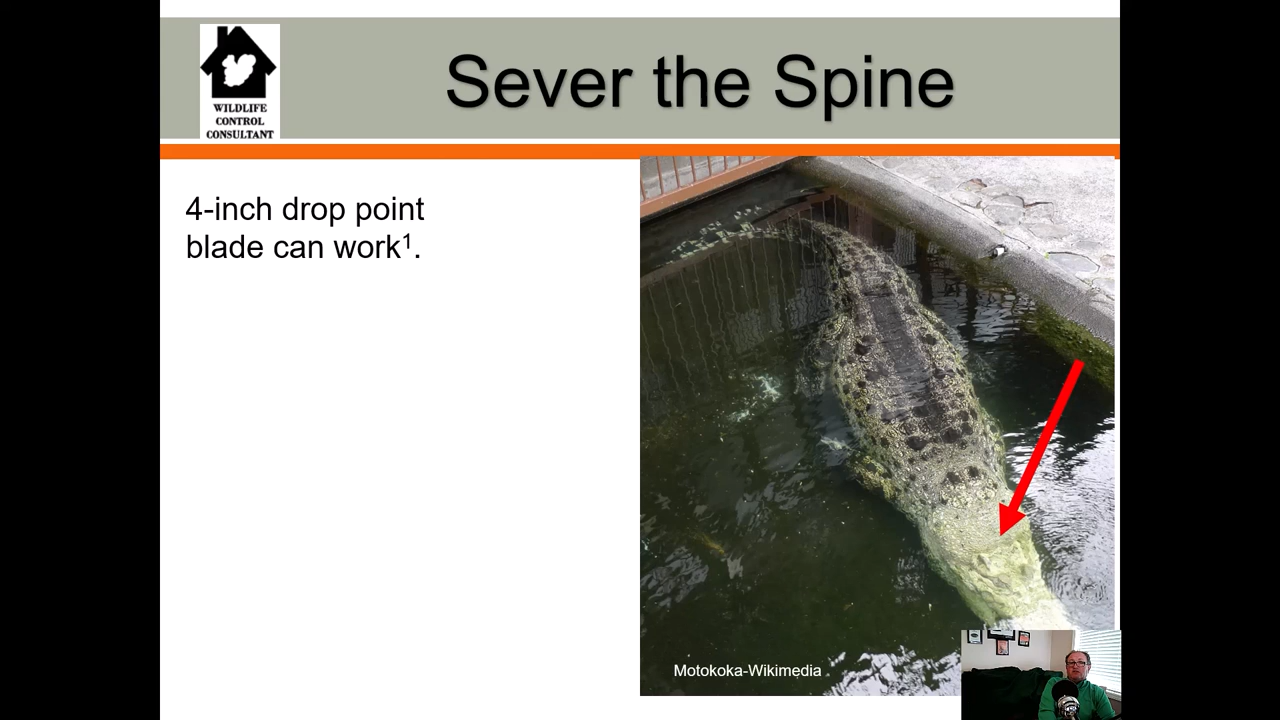 WILDLIFE
CONTROL
CONSULTANT
Sever the Spine
4-inch drop point
blade can work¹.
Motokoka-Wikimedia